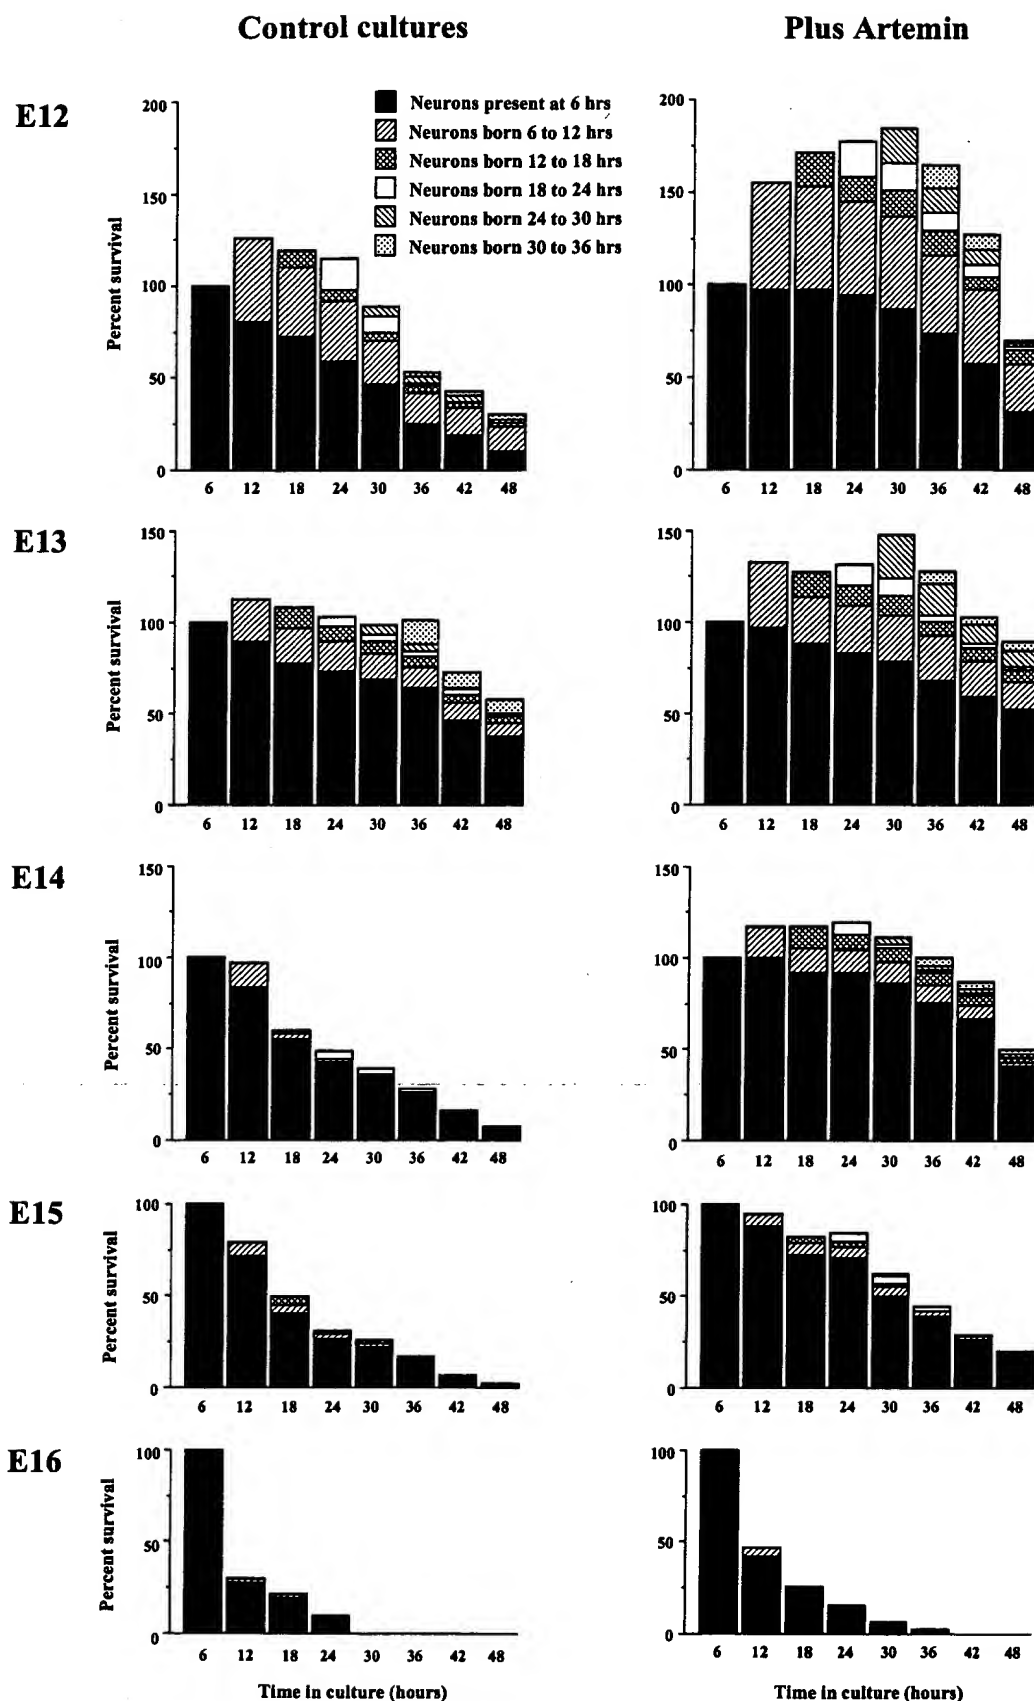 Control cultures Plus Artemin
E12
Percent survival
200
150
100
50
0
6 12 18 24 30 36 42 48
Neurons present at 6 hrs
Neurons born 6 to 12 hrs
Neurons born 12 to 18 hrs
Neurons born 18 to 24 hrs
Neurons born 24 to 30 hrs
Neurons born 30 to 36 hrs
200
150
100
50
0
6 12 18 24 30 36 42 48
E13
Percent survival
150
100
50
0
6 12 18 24 30 36 42 48
150
100
50
0
6 12 18 24 30 36 42 48
E14
Percent survival
150
100
50
0
6 12 18 24 30 36 42 48
150
100
50
0
6 12 18 24 30 36 42 48
E15
Percent survival
100
50
0
6 12 18 24 30 36 42 48
100
50
0
6 12 18 24 30 36 42 48
E16
Percent survival
100
50
0
6 12 18 24 30 36 42 48
Time in culture (hours)
100
50
0
6 12 18 24 30 36 42 48
Time in culture (hours)